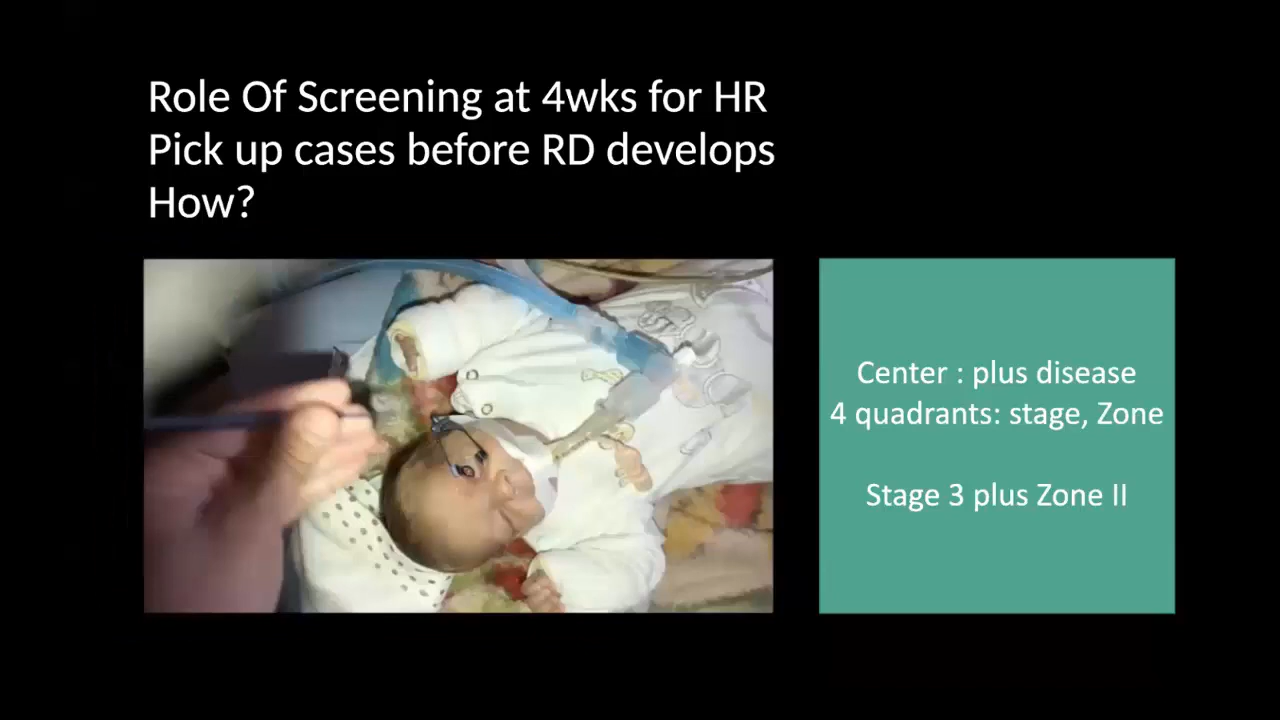 Role Of Screening at 4wks for HR
Pick up cases before RD develops
How?
Center : plus disease
4 quadrants: stage, Zone
Stage 3 plus Zone II